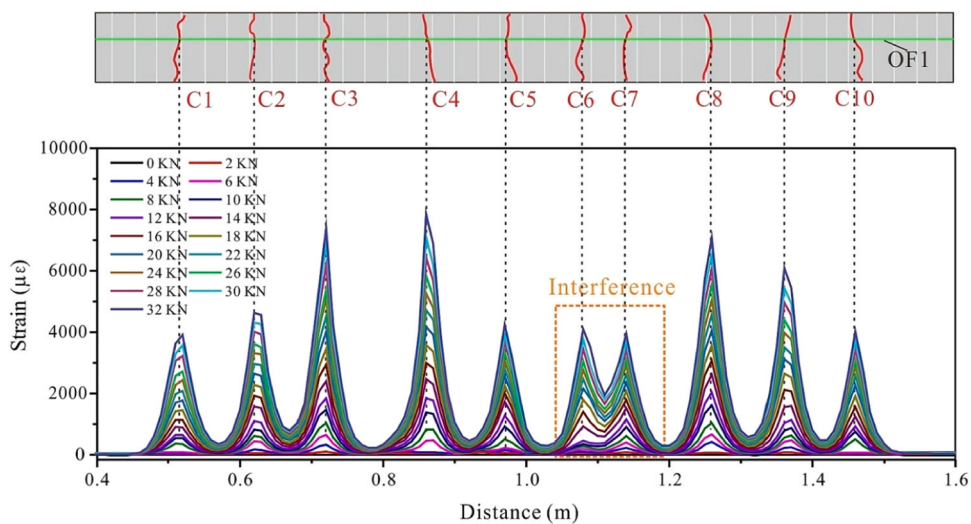 OF1
C1 C2 C3 C4 C5 C6 C7 C8 C9 C10
10000
8000
6000
4000
2000
0
Strain (με)
0 KN 2 KN
4 KN 6 KN
8 KN 10 KN
12 KN 14 KN
16 KN 18 KN
20 KN 22 KN
24 KN 26 KN
28 KN 30 KN
32 KN
Interference
0.4 0.6 0.8 1.0 1.2 1.4 1.6
Distance (m)